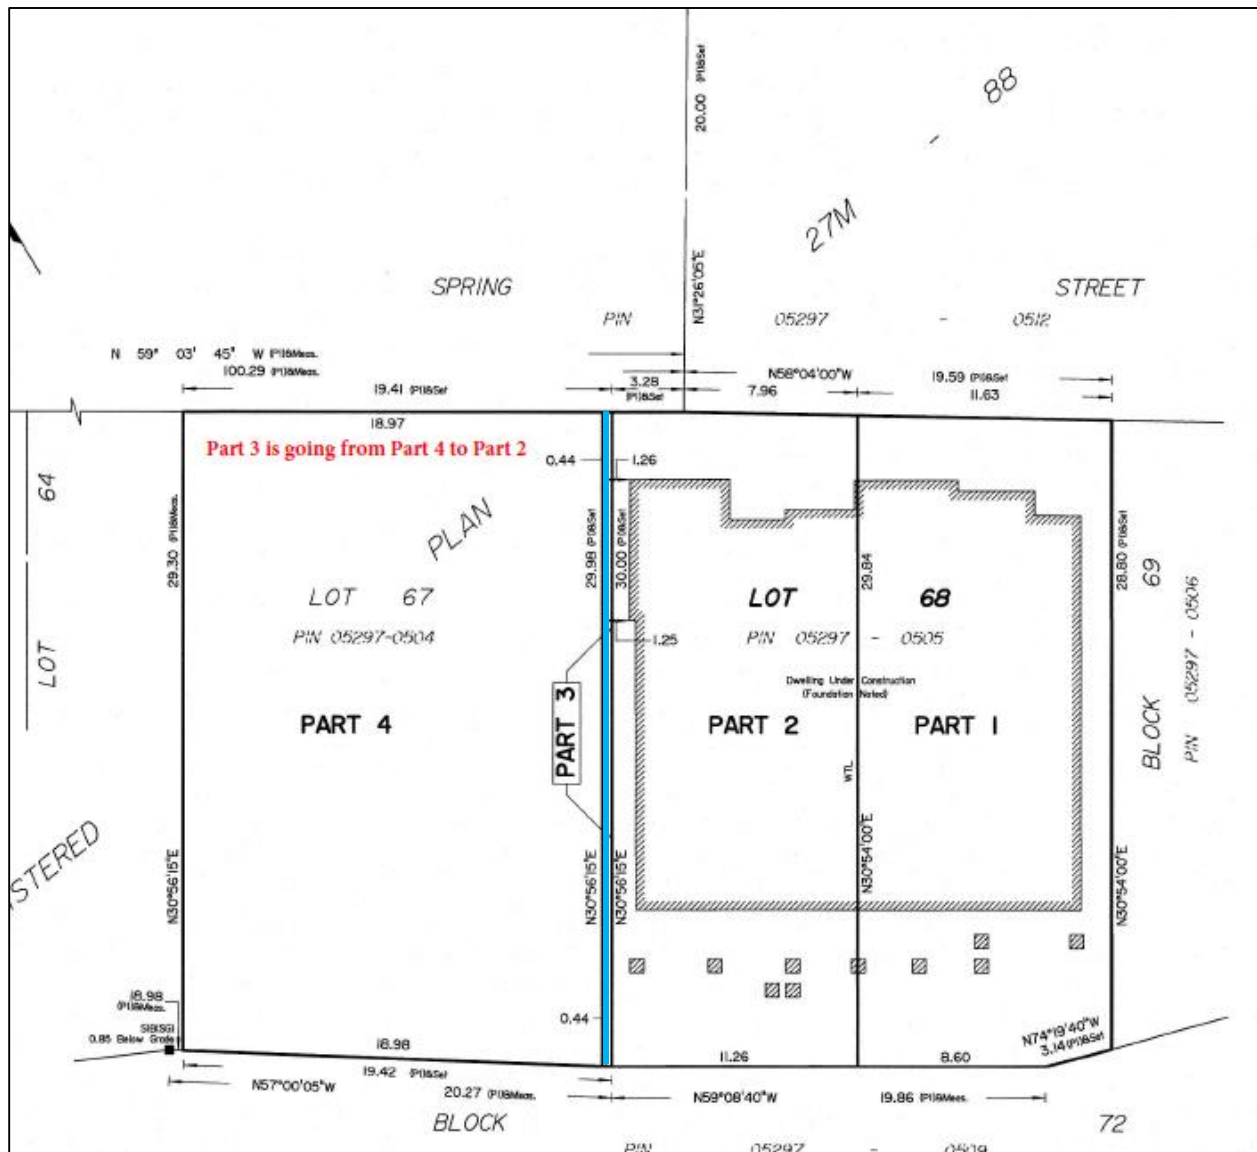 20.00 (P1)&Set
88
-
27M
N31°26'05"E
SPRING
STREET
PIN 05297 - 0512
N 59° 03' 45" W (P1)&Meas.
100.29 (P1)&Meas.
N58°04'00"W
19.41 (P1)&Set
3.28
(P1)&Set
7.96
19.59 (P1)&Set
11.63
18.97
Part 3 is going from Part 4 to Part 2
0.44
1.26
LOT 64
29.30 (P1)&Meas.
PLAN
29.98 (P1)&Set
30.00 (P1)&Set
29.84
28.80 (P1)&Set
LOT 67
PIN 05297-0504
LOT 68
PIN 05297 - 0505
1.25
BLOCK 69
PIN 05297 - 0506
Dwelling Under Construction
(Foundation Noted)
PART 4
PART 3
PART 2
PART 1
WTL
STERED
N30°56'15"E
N30°56'15"E
N30°56'15"E
N30°54'00"E
N30°54'00"E
18.98
(P1)&Meas.
SIB(SG)
0.85 Below Grade
0.44
N74°19'40"W
3.14 (P1)&Set
18.98
11.26
8.60
19.42 (P1)&Set
N57°00'05"W
20.27 (P1)&Meas.
N59°08'40"W
19.86 (P1)&Meas.
BLOCK 72
PIN 05297 - 0509